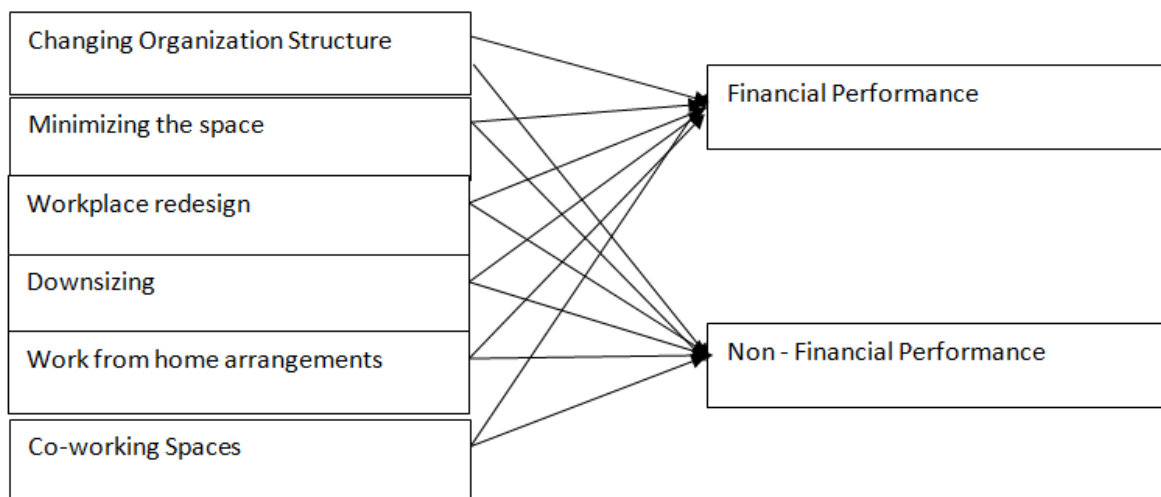 Changing Organization Structure
Minimizing the space
Workplace redesign
Downsizing
Work from home arrangements
Co-working Spaces
Financial Performance
Non - Financial Performance